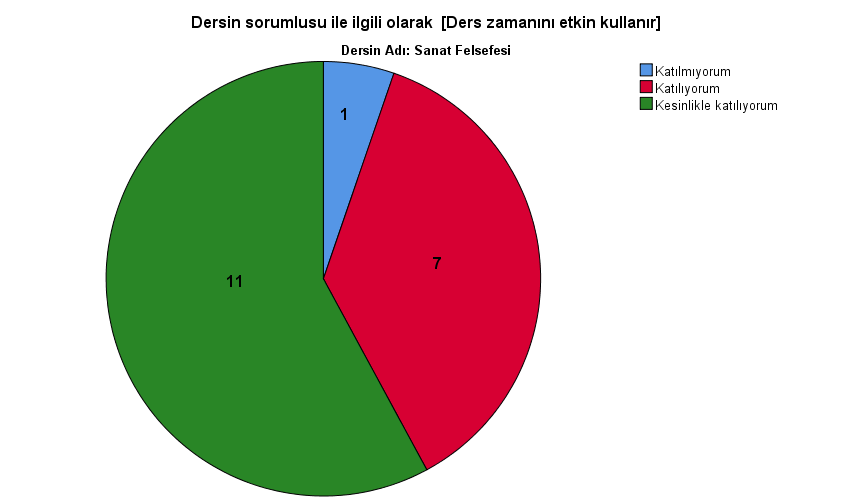 Dersin sorumlusu ile ilgili olarak [Ders zamanını etkin kullanır]
Dersin Adı: Sanat Felsefesi
Katılmıyorum
Katılıyorum
Kesinlikle katılıyorum
1
7
11